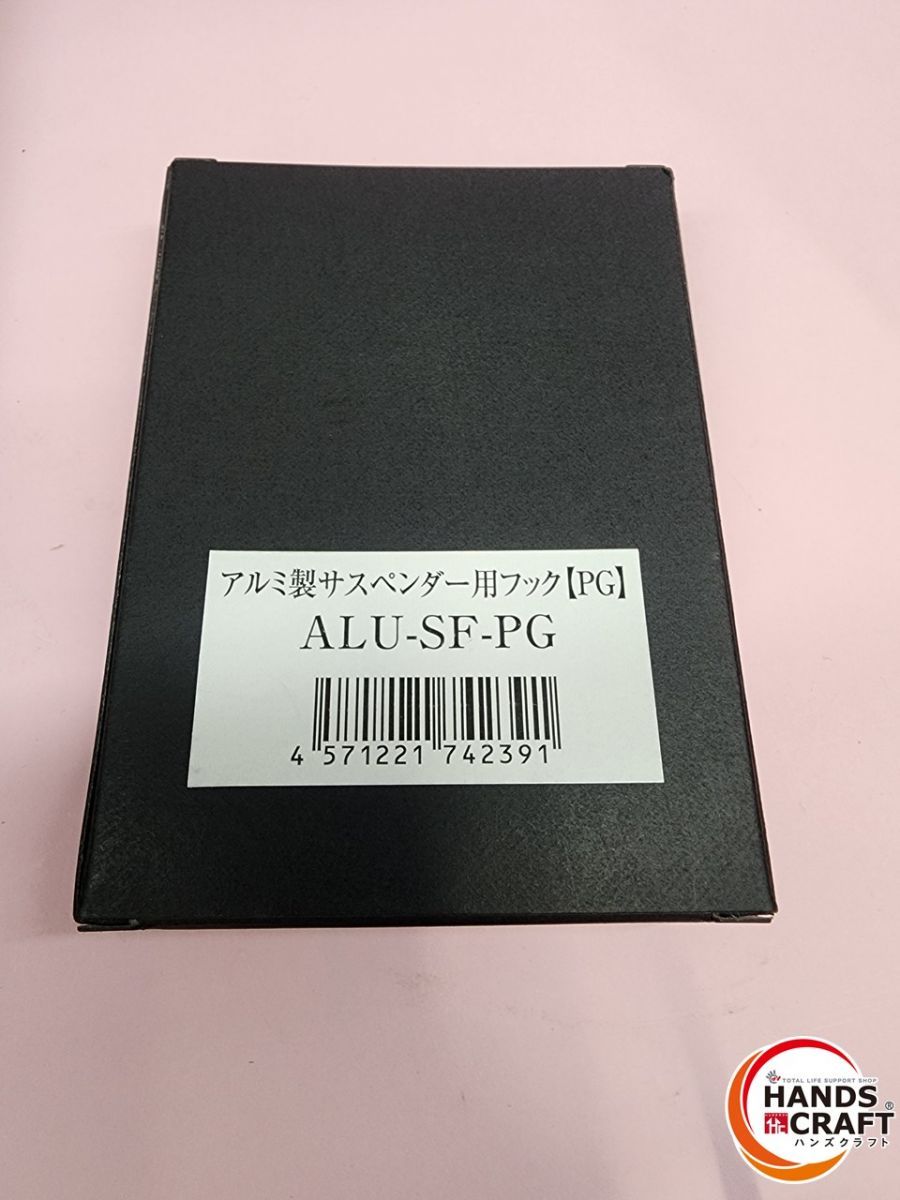 アルミ製サスペンダー用フック【PG】
ALU-SF-PG
4 571221 742391
TOTAL LIFE SUPPORT SHOP
HANDS
CRAFT®
ハンズクラフト